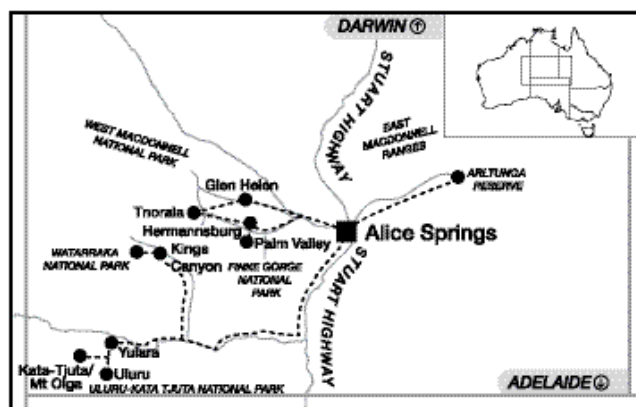 DARWIN
STUART HIGHWAY
WEST MACDONNELL
NATIONAL PARK
EAST
MACDONNELL
RANGES
ARLTUNGA
RESERVE
Glen Helen
Tnorala
Hermannsburg
Alice Springs
Palm Valley
WATARRAKA
NATIONAL PARK
Kings
Canyon
FINKE GORGE
NATIONAL
PARK
STUART HIGHWAY
Yulara
Kata-Tjuta/
Mt Olga
Uluru
ULURU-KATA TJUTA NATIONAL PARK
ADELAIDE